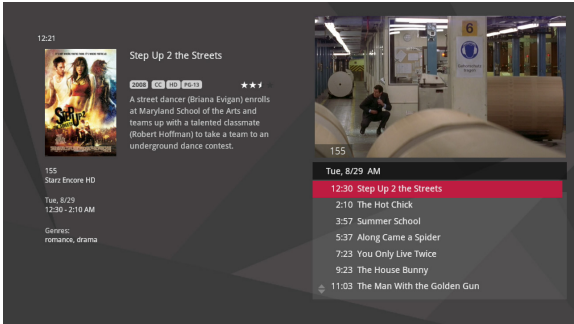 12:21
Step Up 2 the Streets
2008 CC HD PG-13
A street dancer (Briana Evigan) enrolls
at Maryland School of the Arts and
teams up with a talented classmate
(Robert Hoffman) to take a team to an
underground dance contest.
155
Starz Encore HD
Tue, 8/29
12:30 - 2:10 AM
Genres:
romance, drama
6
155
Tue, 8/29 AM
12:30 Step Up 2 the Streets
2:10 The Hot Chick
3:57 Summer School
5:37 Along Came a Spider
7:23 You Only Live Twice
9:23 The House Bunny
11:03 The Man With the Golden Gun